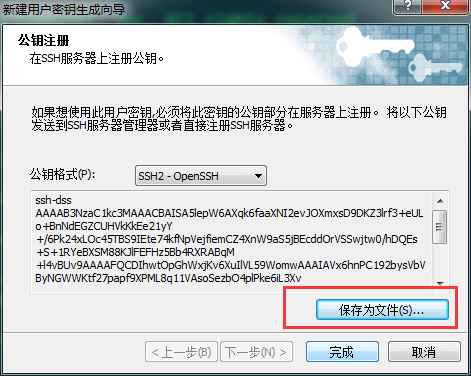 新建用户密钥生成向导
公钥注册
在SSH服务器上注册公钥。
如果想使用此用户密钥,必须将此密钥的公钥部分在服务器上注册。 将以下公钥
发送到SSH服务器管理器或者直接注册SSH服务器。
公钥格式(P): SSH2 - OpenSSH
ssh-dss
AAAAB3NzaC1kc3MAAACBAISA5lepW6AXqk6faaXNI2evJOXmxsD9DKZ3lrf3+eUL
o+BnNdEGZCUHVkKkEe21yY
+/6Pk24xLOc45TBS9IEte74kfNpVejfiemCZ4XnW9aS5jBEcddOrVSSwjtw0/hDQEs
+S+1RYeBXSM88KJlFEFHz5Bb4RXRABqM
+l4vBUv9AAAAFQCDIhwtOpGhWxjKv6XuIlVL59WomwAAAIAVx6hnPC192bysVbV
ByNGWWKtf27papf9XPML8q11VAsoSezbO4plPke6iL3Xv
保存为文件(S)...
< 上一步(B) 下一步(N) > 完成 取消